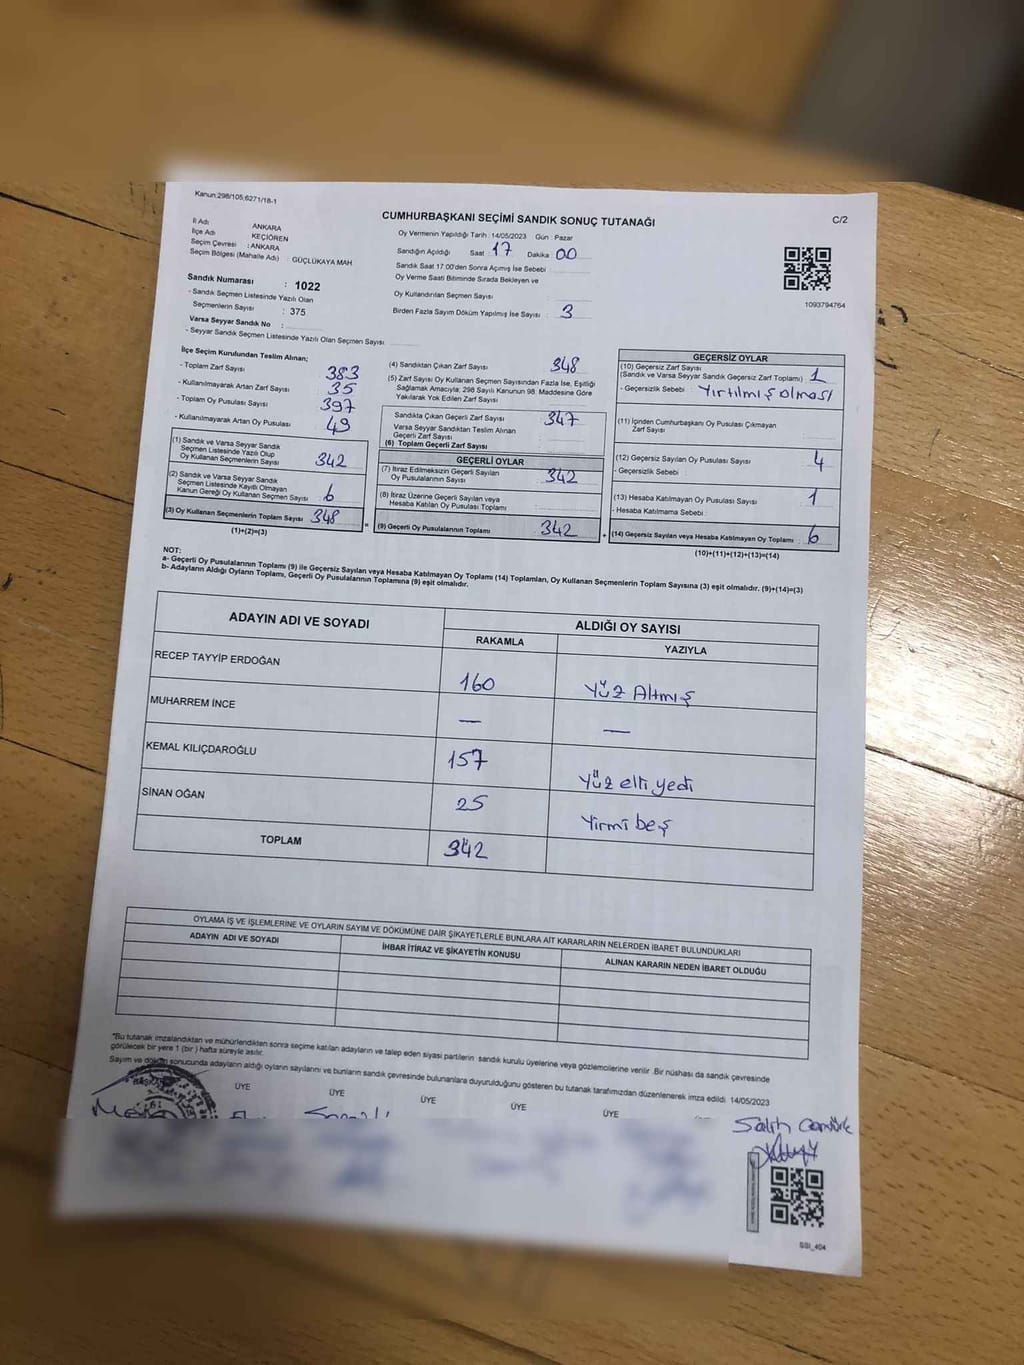 Kanun:298/105,6271/18-1
CUMHURBAŞKANI SEÇİMİ SANDIK SONUÇ TUTANAĞI
C/2
İl Adı : ANKARA
İlçe Adı : KEÇİÖREN
Seçim Çevresi : ANKARA
Seçim Bölgesi (Mahalle Adı) : GÜÇLÜKAYA MAH
Sandık Numarası : 1022
- Sandık Seçmen Listesinde Yazılı Olan
Seçmenlerin Sayısı : 375
Varsa Seyyar Sandık No :
- Seyyar Sandık Seçmen Listesinde Yazılı Olan Seçmen Sayısı
Oy Vermenin Yapıldığı Tarih : 14/05/2023 Gün : Pazar
Sandığın Açıldığı Saat 17 Dakika 00
Sandık Saat 17:00'den Sonra Açılmış İse Sebebi
Oy Verme Saati Bitiminde Sırada Bekleyen ve
Oy Kullandırılan Seçmen Sayısı :
Birden Fazla Sayım Döküm Yapılmış İse Sayısı : 3
1093794764
İlçe Seçim Kurulundan Teslim Alınan;
- Toplam Zarf Sayısı 383
- Kullanılmayarak Artan Zarf Sayısı 35
- Toplam Oy Pusulası Sayısı 397
- Kullanılmayarak Artan Oy Pusulası 49
(1) Sandık ve Varsa Seyyar Sandık
Seçmen Listesinde Yazılı Olup
Oy Kullanan Seçmenlerin Sayısı 342
(2) Sandık ve Varsa Seyyar Sandık
Seçmen Listesinde Kayıtlı Olmayan
Kanun Gereği Oy Kullanan Seçmen Sayısı 6
(3) Oy Kullanan Seçmenlerin Toplam Sayısı 348
(1)+(2)=(3)
(4) Sandıktan Çıkan Zarf Sayısı 348
(5) Zarf Sayısı Oy Kullanan Seçmen Sayısından Fazla İse, Eşitliği
Sağlamak Amacıyla; 298 Sayılı Kanunun 98. Maddesine Göre
Yakılarak Yok Edilen Zarf Sayısı
Sandıkta Çıkan Geçerli Zarf Sayısı 347
Varsa Seyyar Sandıktan Teslim Alınan
Geçerli Zarf Sayısı
(6) Toplam Geçerli Zarf Sayısı
GEÇERLİ OYLAR
(7) İtiraz Edilmeksizin Geçerli Sayılan
Oy Pusulasının Sayısı 342
(8) İtiraz Üzerine Geçerli Sayılan veya
Hesaba Katılan Oy Pusulası Toplamı
=
(9) Geçerli Oy Pusulalarının Toplamı 342
+
GEÇERSİZ OYLAR
(10) Geçersiz Zarf Sayısı
(Sandık ve Varsa Seyyar Sandık Geçersiz Zarf Toplamı) 1
- Geçersizlik Sebebi : Yırtılmış olması
(11) İçinden Cumhurbaşkanı Oy Pusulası Çıkmayan
Zarf Sayısı
(12) Geçersiz Sayılan Oy Pusulası Sayısı 4
- Geçersizlik Sebebi :
(13) Hesaba Katılmayan Oy Pusulası Sayısı 1
- Hesaba Katılmama Sebebi :
(14) Geçersiz Sayılan veya Hesaba Katılmayan Oy Toplamı : 6
(10)+(11)+(12)+(13)=(14)
NOT:
a- Geçerli Oy Pusulalarının Toplamı (9) ile Geçersiz Sayılan veya Hesaba Katılmayan Oy Toplamı (14) Toplamları, Oy Kullanan Seçmenlerin Toplam Sayısına (3) eşit olmalıdır. (9)+(14)=(3)
b- Adayların Aldığı Oyların Toplamı, Geçerli Oy Pusulalarının Toplamına (9) eşit olmalıdır.
ADAYIN ADI VE SOYADI
ALDIĞI OY SAYISI
RAKAMLA YAZIYLA
RECEP TAYYİP ERDOĞAN 160 Yüz Altmış
MUHARREM İNCE — —
KEMAL KILIÇDAROĞLU 157 Yüz elli yedi
SİNAN OĞAN 25 Yirmi beş
TOPLAM 342
OYLAMA İŞ VE İŞLEMLERİNE VE OYLARIN SAYIM VE DÖKÜMÜNE DAİR ŞİKAYETLERLE BUNLARA AİT KARARLARIN NELERDEN İBARET BULUNDUKLARI
ADAYIN ADI VE SOYADI İHBAR İTİRAZ VE ŞİKAYETİN KONUSU ALINAN KARARIN NEDEN İBARET OLDUĞU
*Bu tutanak imzalandıktan ve mühürlendikten sonra seçime katılan adayların ve talep eden siyasi partilerin sandık kurulu üyelerine veya gözlemcilerine verilir. Bir nüshası da sandık çevresinde
görülecek bir yere 1 (bir) hafta süreyle asılır.
Sayım ve döküm sonucunda adayların aldığı oyların sayılarını ve bunların sandık çevresinde bulunanlara duyurulduğunu gösteren bu tutanak tarafımızdan düzenlenerek imza edildi. 14/05/2023
BAŞKAN ÜYE ÜYE ÜYE ÜYE ÜYE
Salih
SSI_404